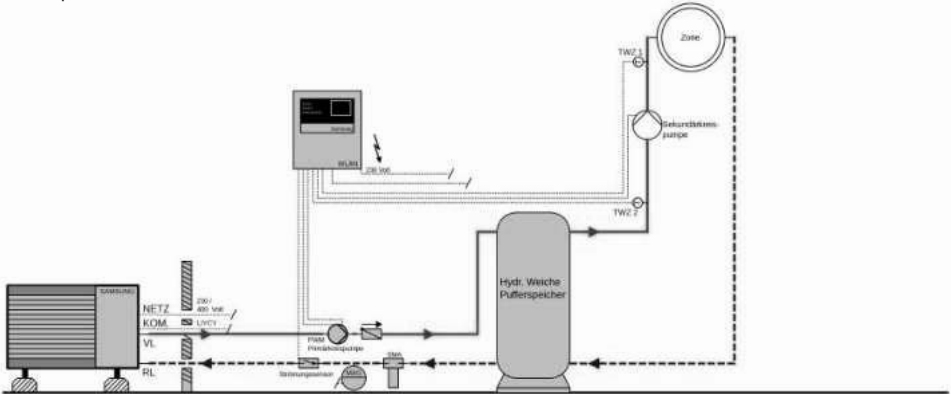 Zone
TWZ 1
Sekundärkreis-
pumpe
WLAN
230 Volt
TWZ 2
Hydr. Weiche
Pufferspeicher
SAMSUNG
NETZ
230 /
400 Volt
KOM.
LiYCY
VL
PWM
Primärkreispumpe
RL
Strömungssensor
MAG
SMA